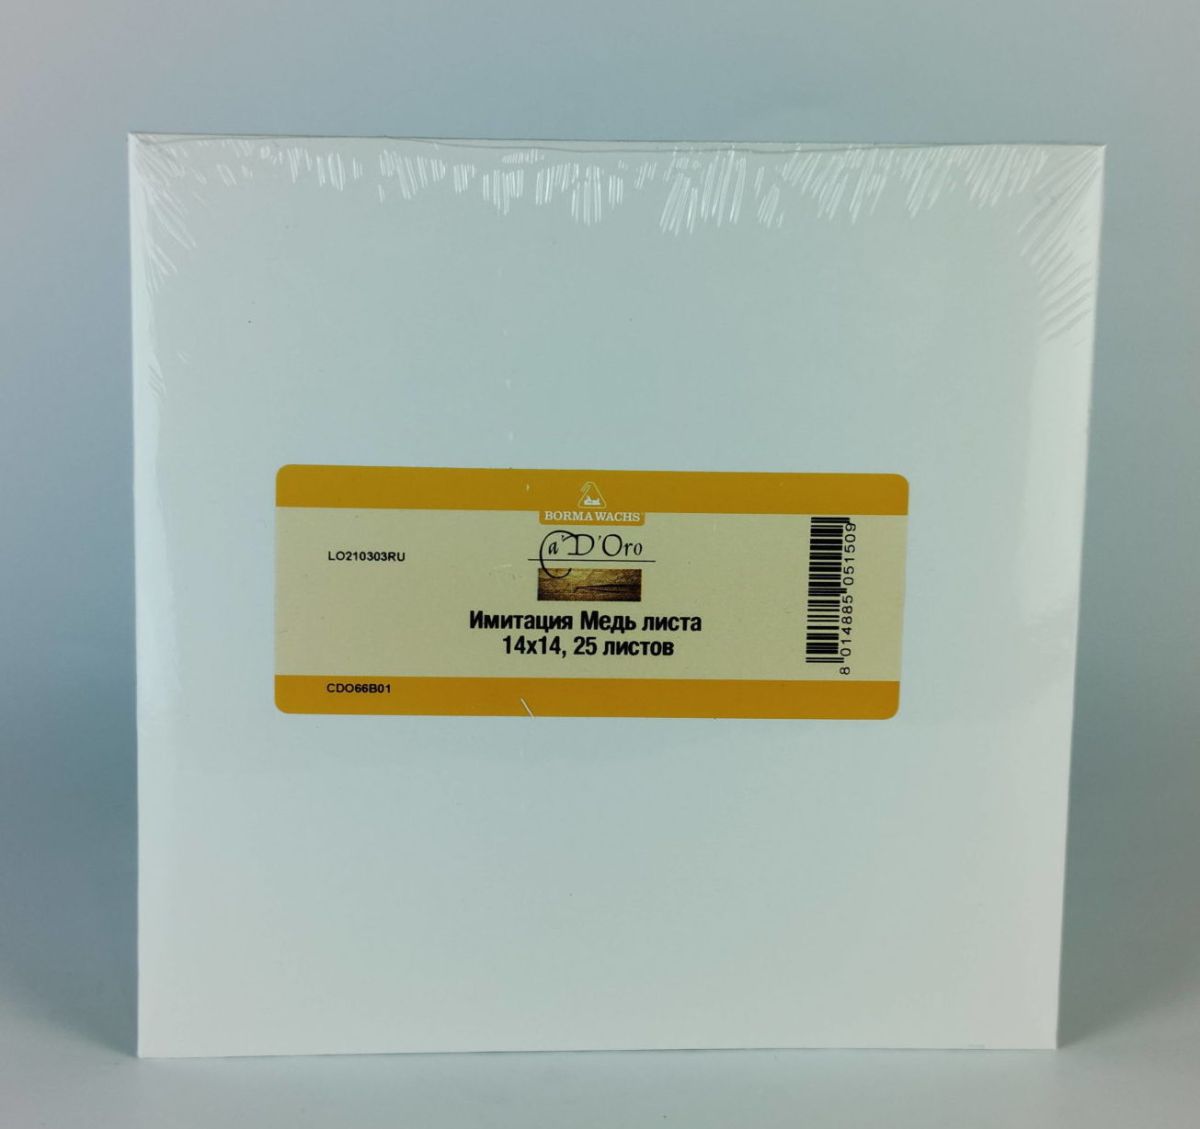 BORMA WACHS
Ca' D'Oro
LO210303RU
Имитация Медь листа
14x14, 25 листов
CDO66B01
8 014885 051509